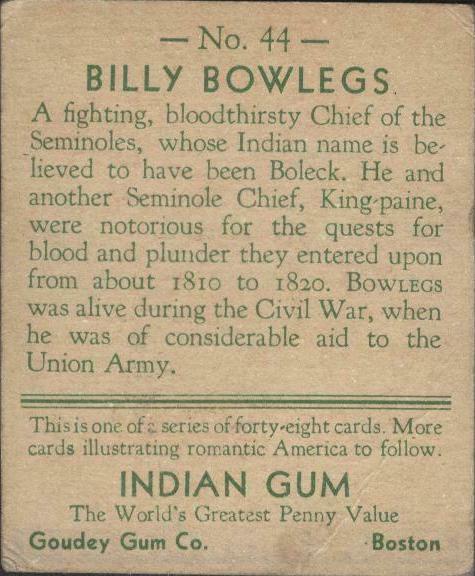 — No. 44 —
BILLY BOWLEGS
A fighting, bloodthirsty Chief of the
Seminoles, whose Indian name is be-
lieved to have been Boleck. He and
another Seminole Chief, King-paine,
were notorious for the quests for
blood and plunder they entered upon
from about 1810 to 1820. BOWLEGS
was alive during the Civil War, when
he was of considerable aid to the
Union Army.
This is one of a series of forty-eight cards. More
cards illustrating romantic America to follow.
INDIAN GUM
The World's Greatest Penny Value
Goudey Gum Co. Boston